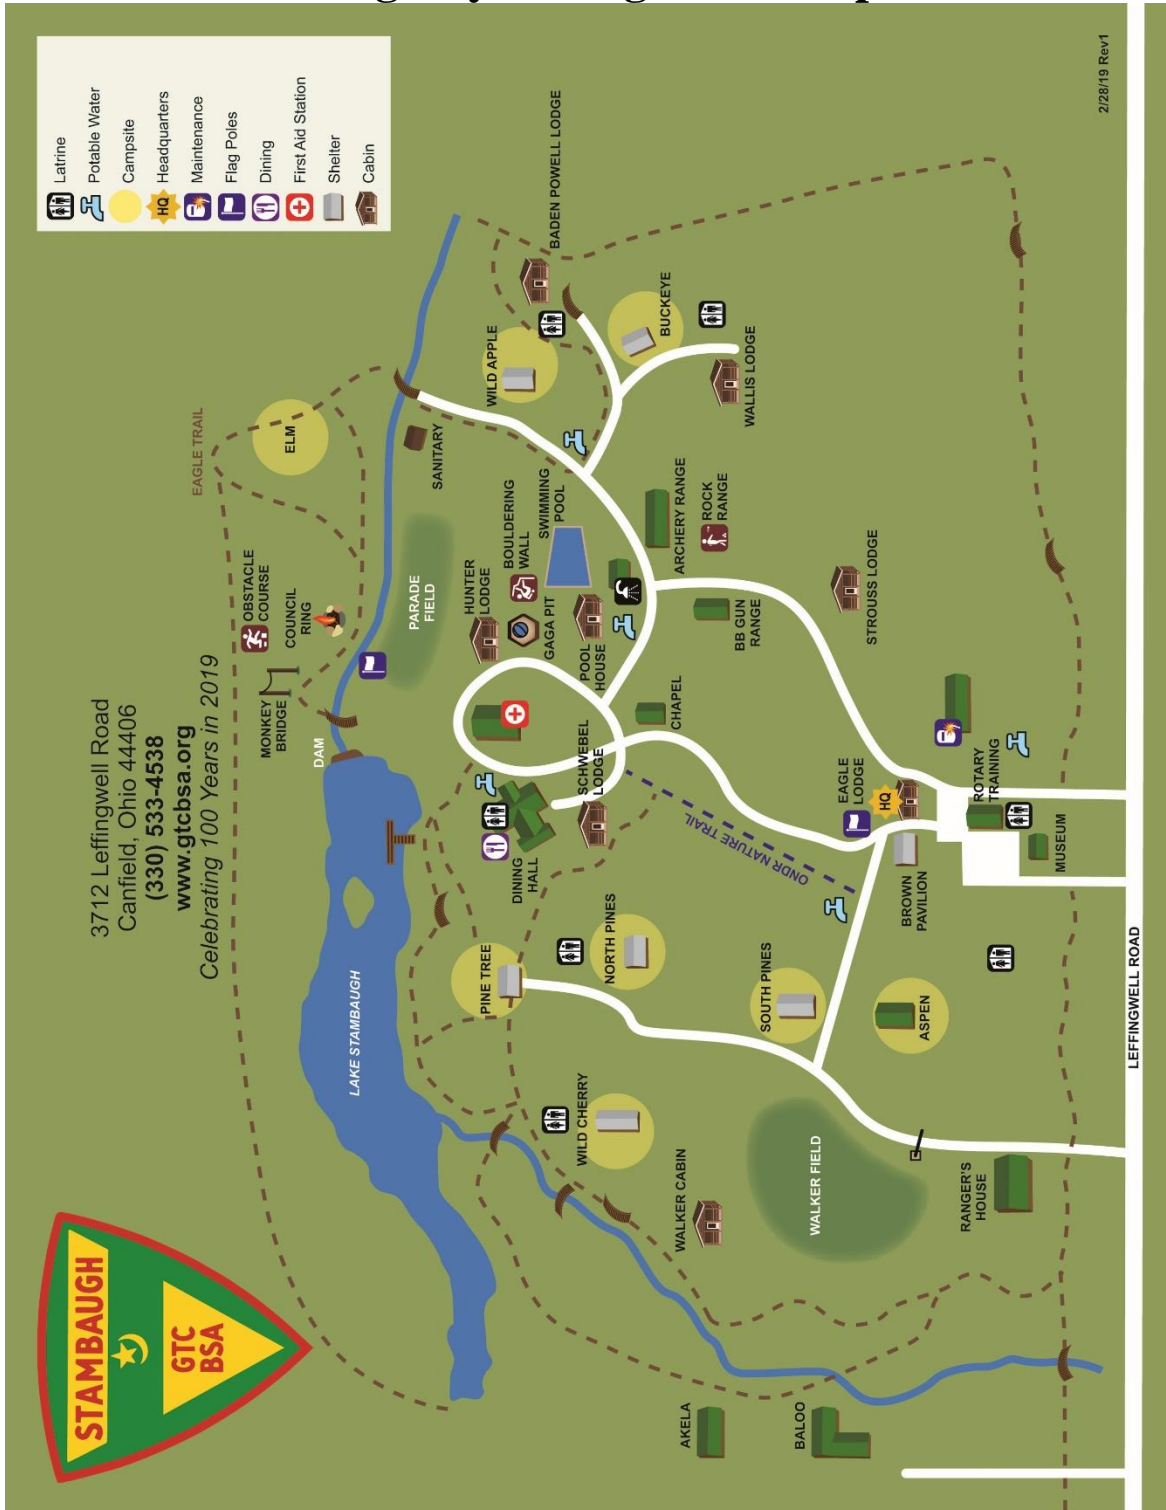 STAMBAUGH
GTC
BSA
3712 Leffingwell Road
Canfield, Ohio 44406
(330) 533-4538
www.gtcbsa.org
Celebrating 100 Years in 2019
Latrine
Potable Water
Campsite
HQ
Headquarters
Maintenance
Flag Poles
Dining
First Aid Station
Shelter
Cabin
EAGLE TRAIL
ELM
OBSTACLE
COURSE
COUNCIL
RING
MONKEY
BRIDGE
DAM
LAKE STAMBAUGH
PARADE
FIELD
SANITARY
HUNTER
LODGE
BOULDERING
WALL
SWIMMING
POOL
GAGA PIT
POOL
HOUSE
WILD APPLE
BADEN POWELL LODGE
BUCKEYE
WALLIS LODGE
PINE TREE
DINING
HALL
SCHWEBEL
LODGE
WILD CHERRY
NORTH PINES
CHAPEL
ARCHERY RANGE
ROCK
RANGE
BB GUN
RANGE
WALKER CABIN
ONDR NATURE TRAIL
SOUTH PINES
AKELA
BALOO
WALKER FIELD
EAGLE
LODGE
HQ
STROUSS LODGE
BROWN
PAVILION
ASPEN
RANGER'S
HOUSE
ROTARY
TRAINING
MUSEUM
LEFFINGWELL ROAD
2/28/19 Rev1